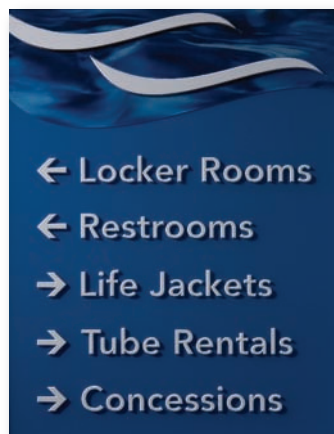 ← Locker Rooms
← Restrooms
→ Life Jackets
→ Tube Rentals
→ Concessions